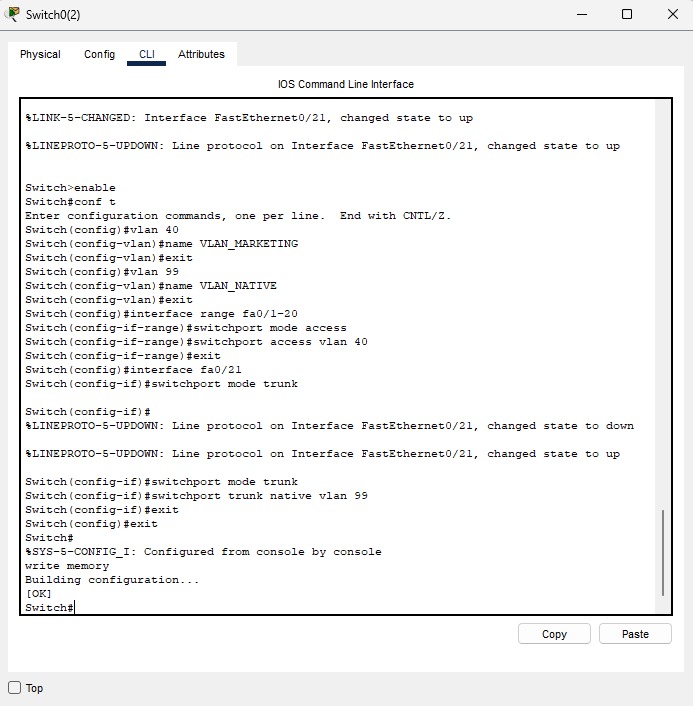 Switch0(2)
Physical Config CLI Attributes
IOS Command Line Interface
%LINK-5-CHANGED: Interface FastEthernet0/21, changed state to up
%LINEPROTO-5-UPDOWN: Line protocol on Interface FastEthernet0/21, changed state to up
Switch>enable
Switch#conf t
Enter configuration commands, one per line.  End with CNTL/Z.
Switch(config)#vlan 40
Switch(config-vlan)#name VLAN_MARKETING
Switch(config-vlan)#exit
Switch(config)#vlan 99
Switch(config-vlan)#name VLAN_NATIVE
Switch(config-vlan)#exit
Switch(config)#interface range fa0/1-20
Switch(config-if-range)#switchport mode access
Switch(config-if-range)#switchport access vlan 40
Switch(config-if-range)#exit
Switch(config)#interface fa0/21
Switch(config-if)#switchport mode trunk
Switch(config-if)#
%LINEPROTO-5-UPDOWN: Line protocol on Interface FastEthernet0/21, changed state to down
%LINEPROTO-5-UPDOWN: Line protocol on Interface FastEthernet0/21, changed state to up
Switch(config-if)#switchport mode trunk
Switch(config-if)#switchport trunk native vlan 99
Switch(config-if)#exit
Switch(config)#exit
Switch#
%SYS-5-CONFIG_I: Configured from console by console
write memory
Building configuration...
[OK]
Switch#
Copy Paste
Top